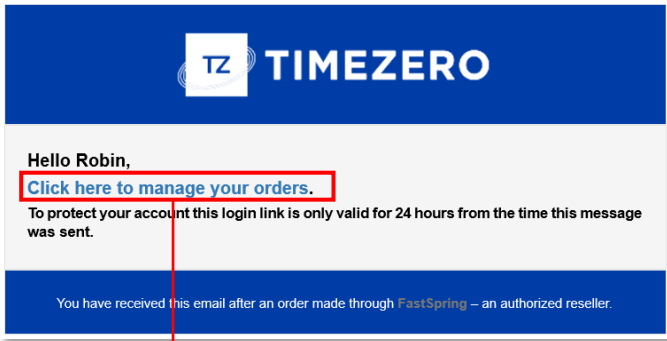 TZ TIMEZERO
Hello Robin,
Click here to manage your orders.
To protect your account this login link is only valid for 24 hours from the time this message
was sent.
You have received this email after an order made through FastSpring – an authorized reseller.